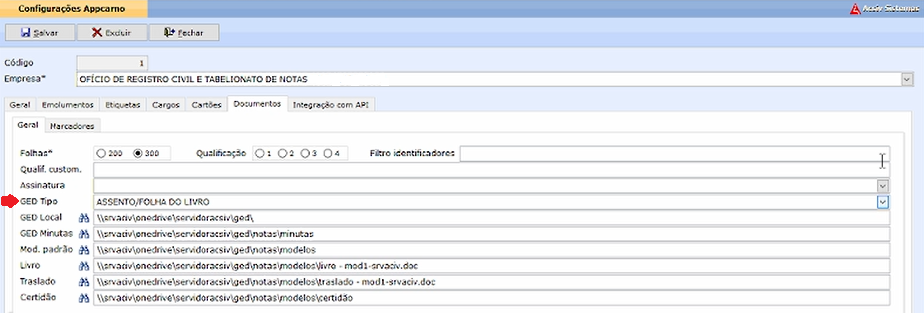 Configurações Appcarno
Acsiv Sistemas
Salvar Excluir Fechar
Código 1
Empresa* OFÍCIO DE REGISTRO CIVIL E TABELIONATO DE NOTAS
Geral Emolumentos Etiquetas Cargos Cartões Documentos Integração com API
Geral Marcadores
Folhas* 200 300 Qualificação 1 2 3 4 Filtro identificadores
Qualif. custom.
Assinatura
GED Tipo ASSENTO/FOLHA DO LIVRO
GED Local \\srvaciv\onedrive\servidoracsiv\ged\
GED Minutas \\srvaciv\onedrive\servidoracsiv\ged\notas\minutas
Mod. padrão \\srvaciv\onedrive\servidoracsiv\ged\notas\modelos
Livro \\srvaciv\onedrive\servidoracsiv\ged\notas\modelos\livro - mod1-srvaciv.doc
Traslado \\srvaciv\onedrive\servidoracsiv\ged\notas\modelos\traslado - mod1-srvaciv.doc
Certidão \\srvaciv\onedrive\servidoracsiv\ged\notas\modelos\certidão